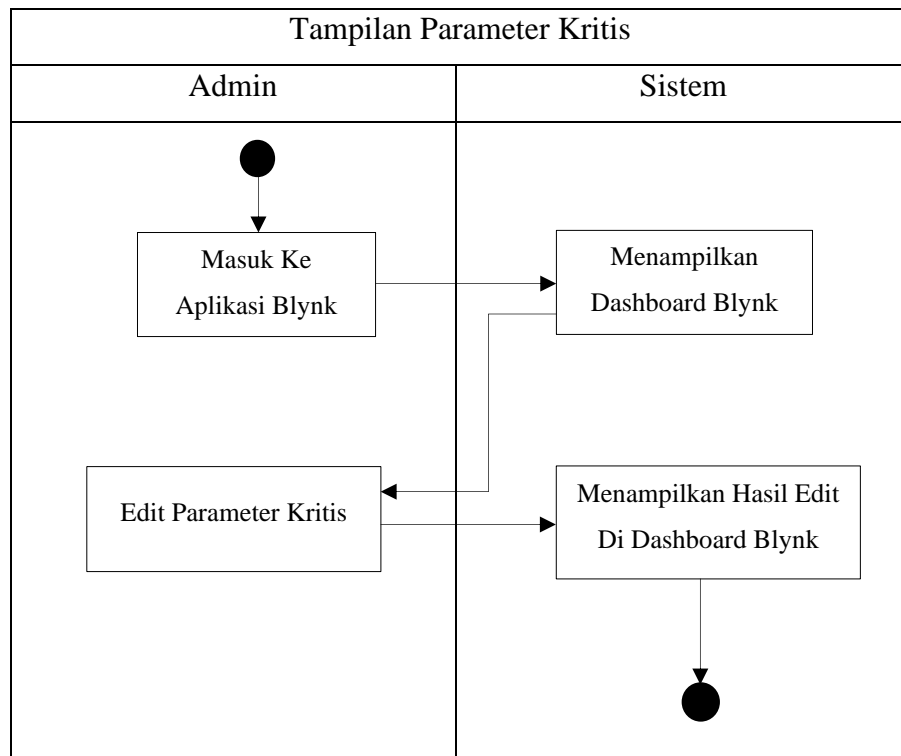 Tampilan Parameter Kritis
Admin
Sistem
Masuk Ke
Aplikasi Blynk
Menampilkan
Dashboard Blynk
Edit Parameter Kritis
Menampilkan Hasil Edit
Di Dashboard Blynk